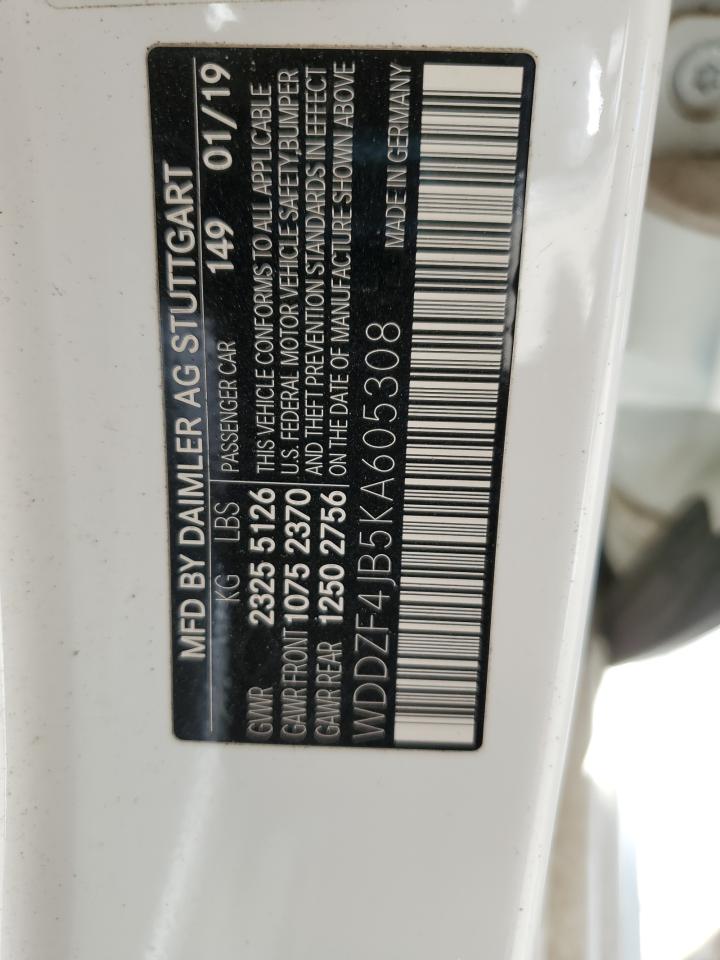 MFD BY DAIMLER AG STUTTGART
KG LBS PASSENGER CAR 149 01/19
GVWR 2325 5126 THIS VEHICLE CONFORMS TO ALL APPLICABLE
GAWR FRONT 1075 2370 U.S. FEDERAL MOTOR VEHICLE SAFETY,BUMPER
GAWR REAR 1250 2756 AND THEFT PREVENTION STANDARDS IN EFFECT
ON THE DATE OF MANUFACTURE SHOWN ABOVE
WDDZF4JB5KA605308 MADE IN GERMANY